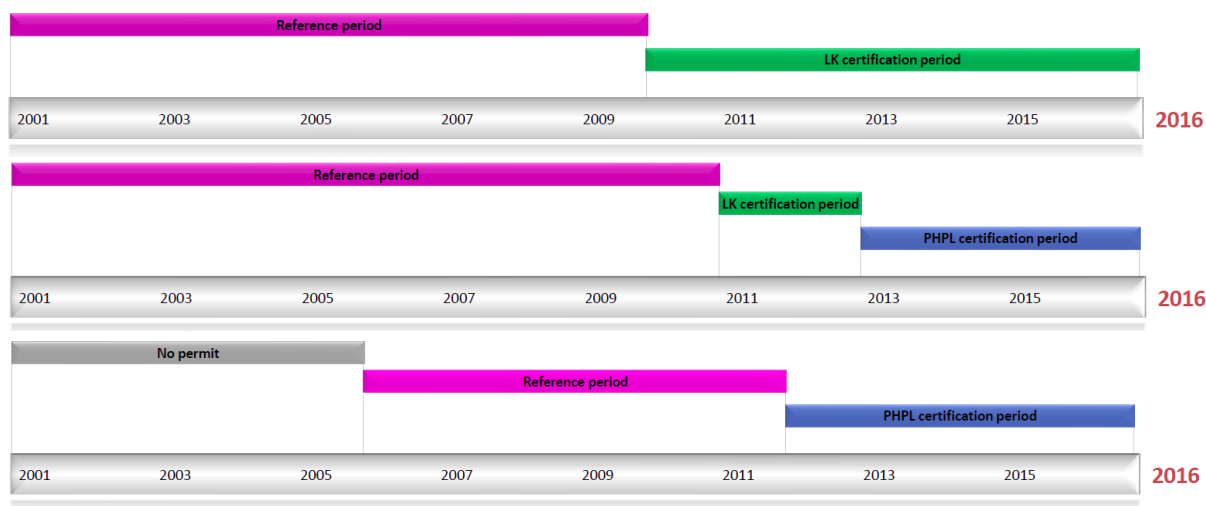 Reference period
LK certification period
2001 2003 2005 2007 2009 2011 2013 2015 2016
Reference period
LK certification period
PHPL certification period
2001 2003 2005 2007 2009 2011 2013 2015 2016
No permit
Reference period
PHPL certification period
2001 2003 2005 2007 2009 2011 2013 2015 2016